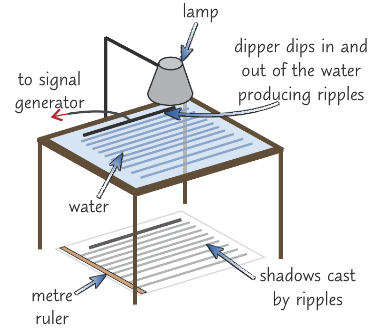 lamp
dipper dips in and
out of the water
producing ripples
to signal
generator
water
shadows cast
by ripples
metre
ruler